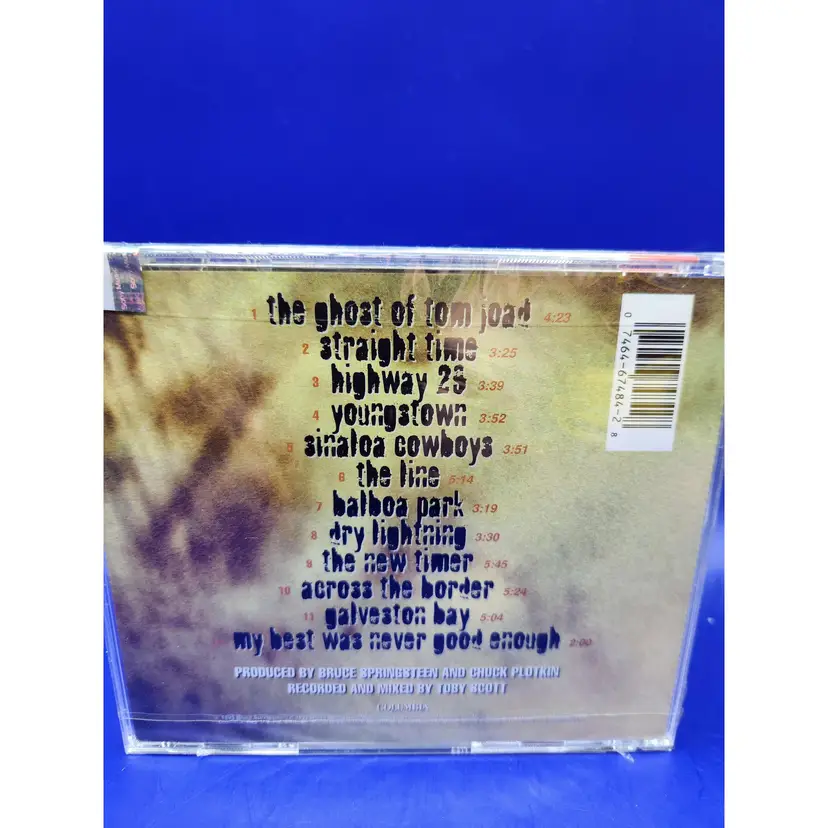 1 the ghost of tom joad 4:23
2 straight time 3:25
3 highway 29 3:39
4 youngstown 3:52
5 sinaloa cowboys 3:51
6 the line 5:14
7 balboa park 3:19
8 dry lightning 3:30
9 the new timer 5:45
10 across the border 5:24
11 galveston bay 5:04
my best was never good enough 2:00
PRODUCED BY BRUCE SPRINGSTEEN AND CHUCK PLOTKIN
RECORDED AND MIXED BY TOBY SCOTT
COLUMBIA
0 7464-67484-2 8